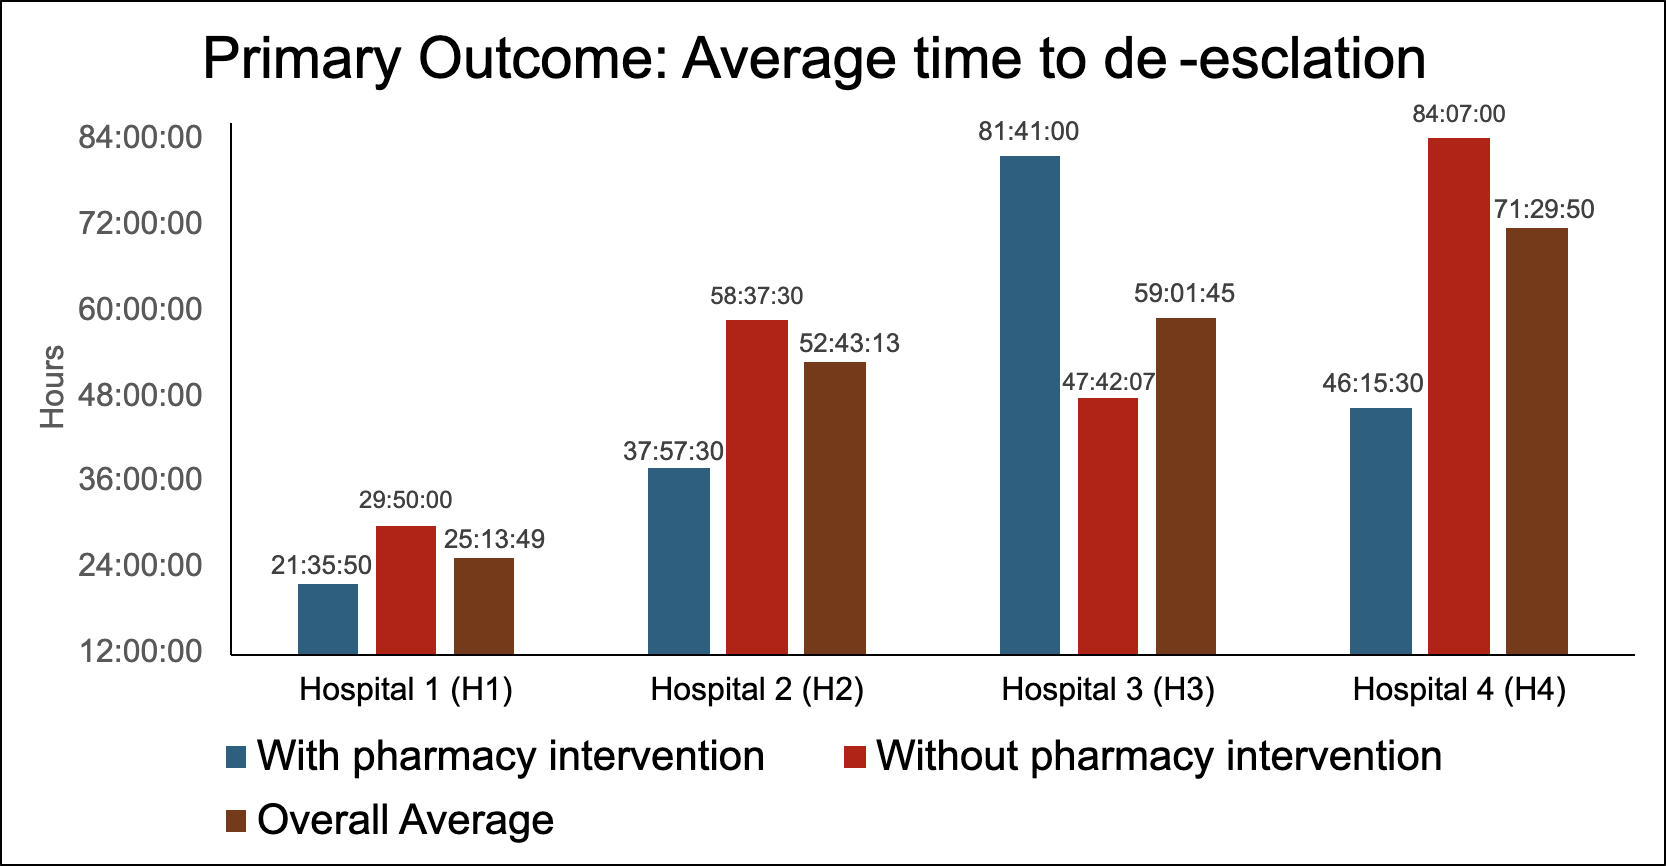 Primary Outcome: Average time to de -esclation
84:00:00
72:00:00
60:00:00
48:00:00
36:00:00
24:00:00
12:00:00
Hours
21:35:50
29:50:00
25:13:49
37:57:30
58:37:30
52:43:13
81:41:00
47:42:07
59:01:45
46:15:30
84:07:00
71:29:50
Hospital 1 (H1)
Hospital 2 (H2)
Hospital 3 (H3)
Hospital 4 (H4)
With pharmacy intervention
Without pharmacy intervention
Overall Average